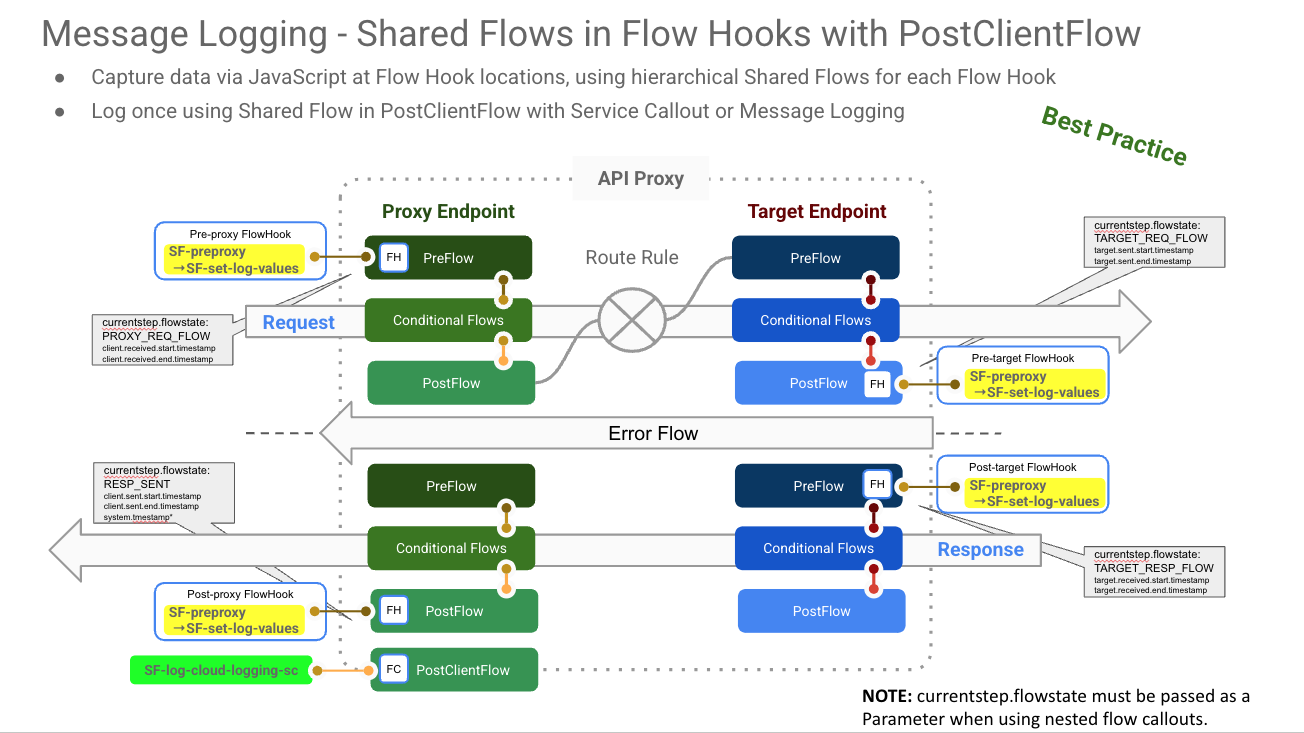 Message Logging - Shared Flows in Flow Hooks with PostClientFlow
● Capture data via JavaScript at Flow Hook locations, using hierarchical Shared Flows for each Flow Hook
● Log once using Shared Flow in PostClientFlow with Service Callout or Message Logging
Best Practice
API Proxy
Proxy Endpoint
Target Endpoint
Pre-proxy FlowHook
SF-preproxy
→SF-set-log-values
FH
PreFlow
Route Rule
PreFlow
currentstep.flowstate:
TARGET_REQ_FLOW
target.sent.start.timestamp
target.sent.end.timestamp
currentstep.flowstate:
PROXY_REQ_FLOW
client.received.start.timestamp
client.received.end.timestamp
Request
Conditional Flows
Conditional Flows
PostFlow
PostFlow
FH
Pre-target FlowHook
SF-preproxy
→SF-set-log-values
Error Flow
currentstep.flowstate:
RESP_SENT
client.sent.start.timestamp
client.sent.end.timestamp
system.tmestamp*
PreFlow
PreFlow
FH
Post-target FlowHook
SF-preproxy
→SF-set-log-values
Conditional Flows
Conditional Flows
Response
currentstep.flowstate:
TARGET_RESP_FLOW
target.received.start.timestamp
target.received.end.timestamp
Post-proxy FlowHook
SF-preproxy
→SF-set-log-values
FH
PostFlow
PostFlow
SF-log-cloud-logging-sc
FC
PostClientFlow
NOTE: currentstep.flowstate must be passed as a
Parameter when using nested flow callouts.